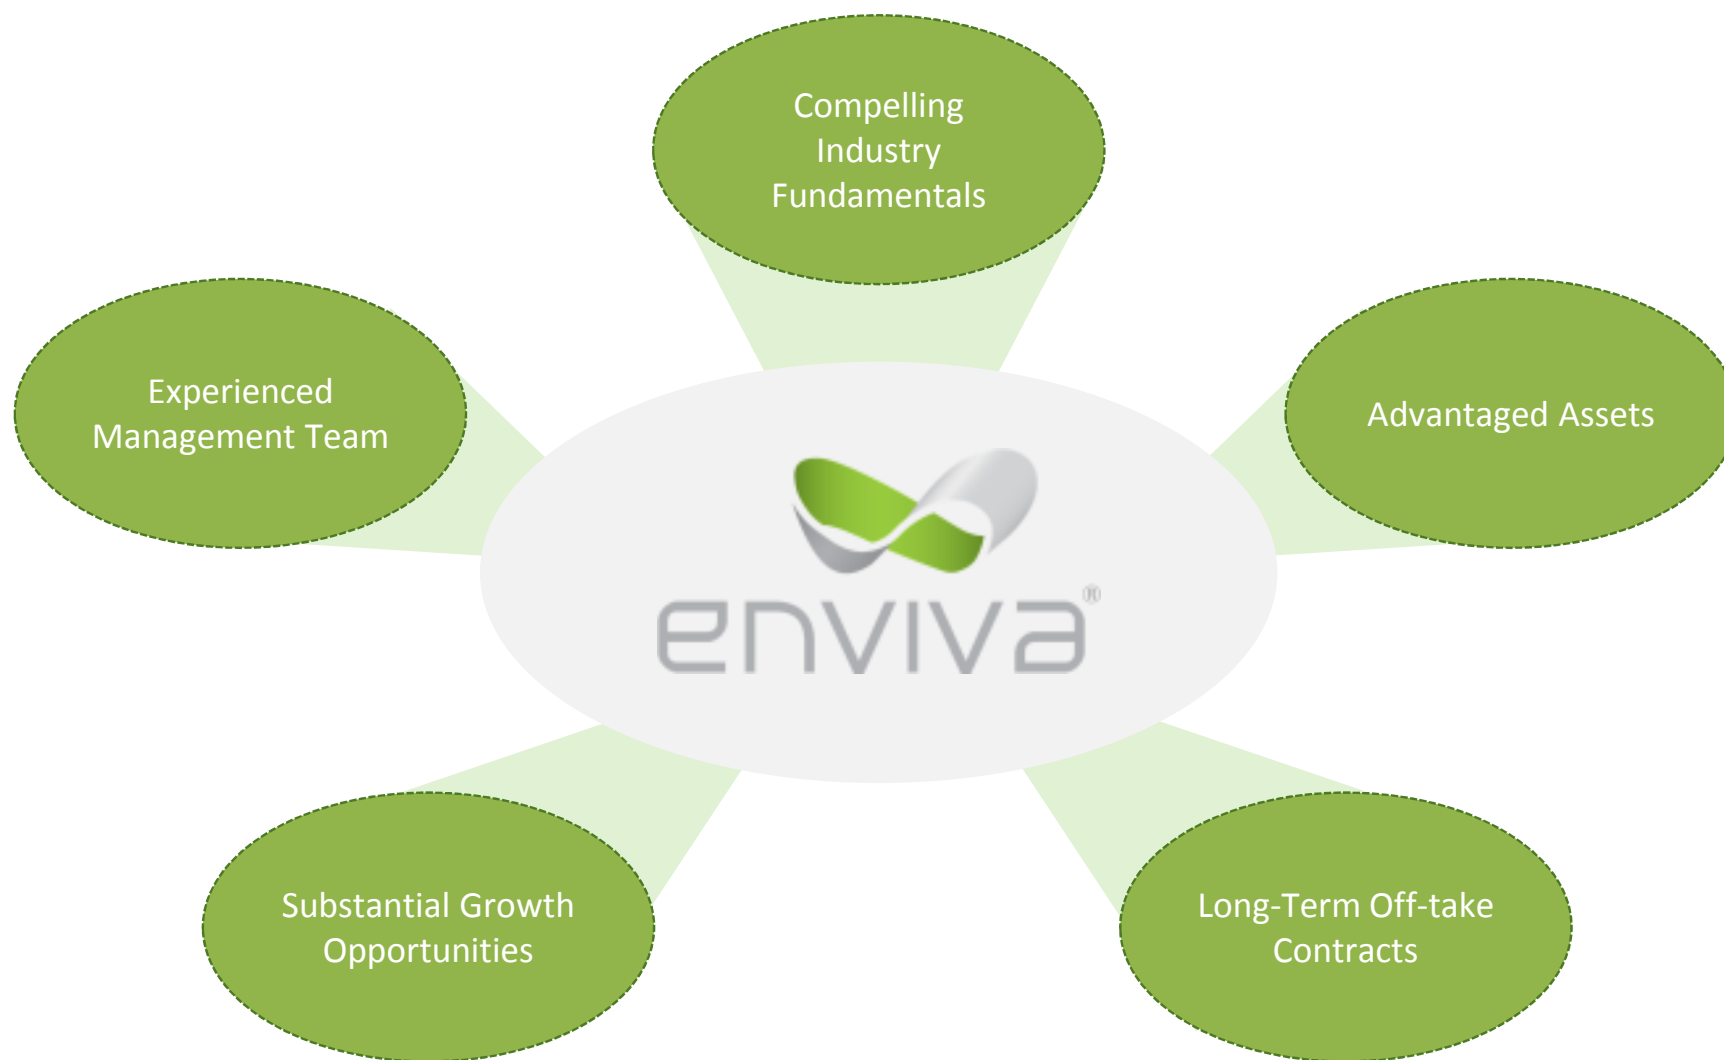 Compelling
Industry
Fundamentals
Experienced
Management Team
Advantaged Assets
enviva®
Substantial Growth
Opportunities
Long-Term Off-take
Contracts